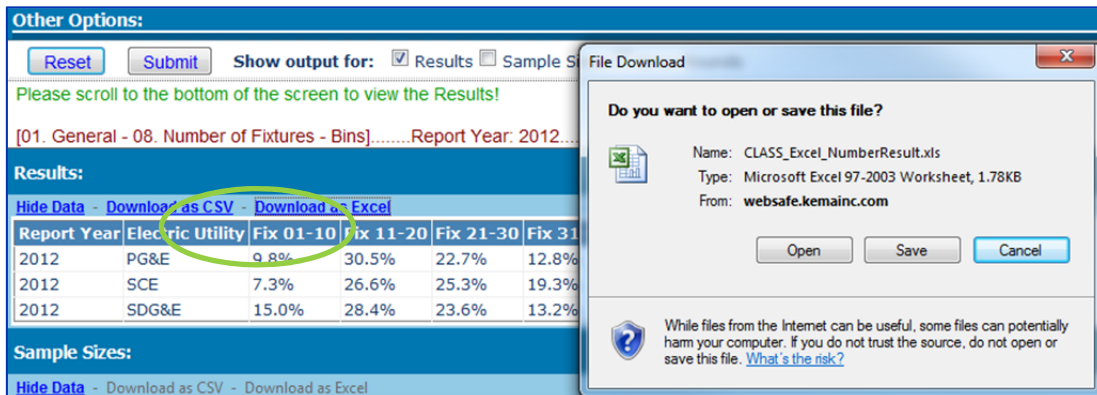 Other Options:
Reset Submit Show output for: Results Sample Si
Please scroll to the bottom of the screen to view the Results!
[01. General - 08. Number of Fixtures - Bins]........Report Year: 2012....
Results:
Hide Data - Download as CSV - Download as Excel
Report Year Electric Utility Fix 01-10 Fix 11-20 Fix 21-30 Fix 31
2012 PG&E 9.8% 30.5% 22.7% 12.8%
2012 SCE 7.3% 26.6% 25.3% 19.3%
2012 SDG&E 15.0% 28.4% 23.6% 13.2%
Sample Sizes:
Hide Data - Download as CSV - Download as Excel
File Download
Do you want to open or save this file?
Name: CLASS_Excel_NumberResult.xls
Type: Microsoft Excel 97-2003 Worksheet, 1.78KB
From: websafe.kemainc.com
Open Save Cancel
While files from the Internet can be useful, some files can potentially
harm your computer. If you do not trust the source, do not open or
save this file. What's the risk?